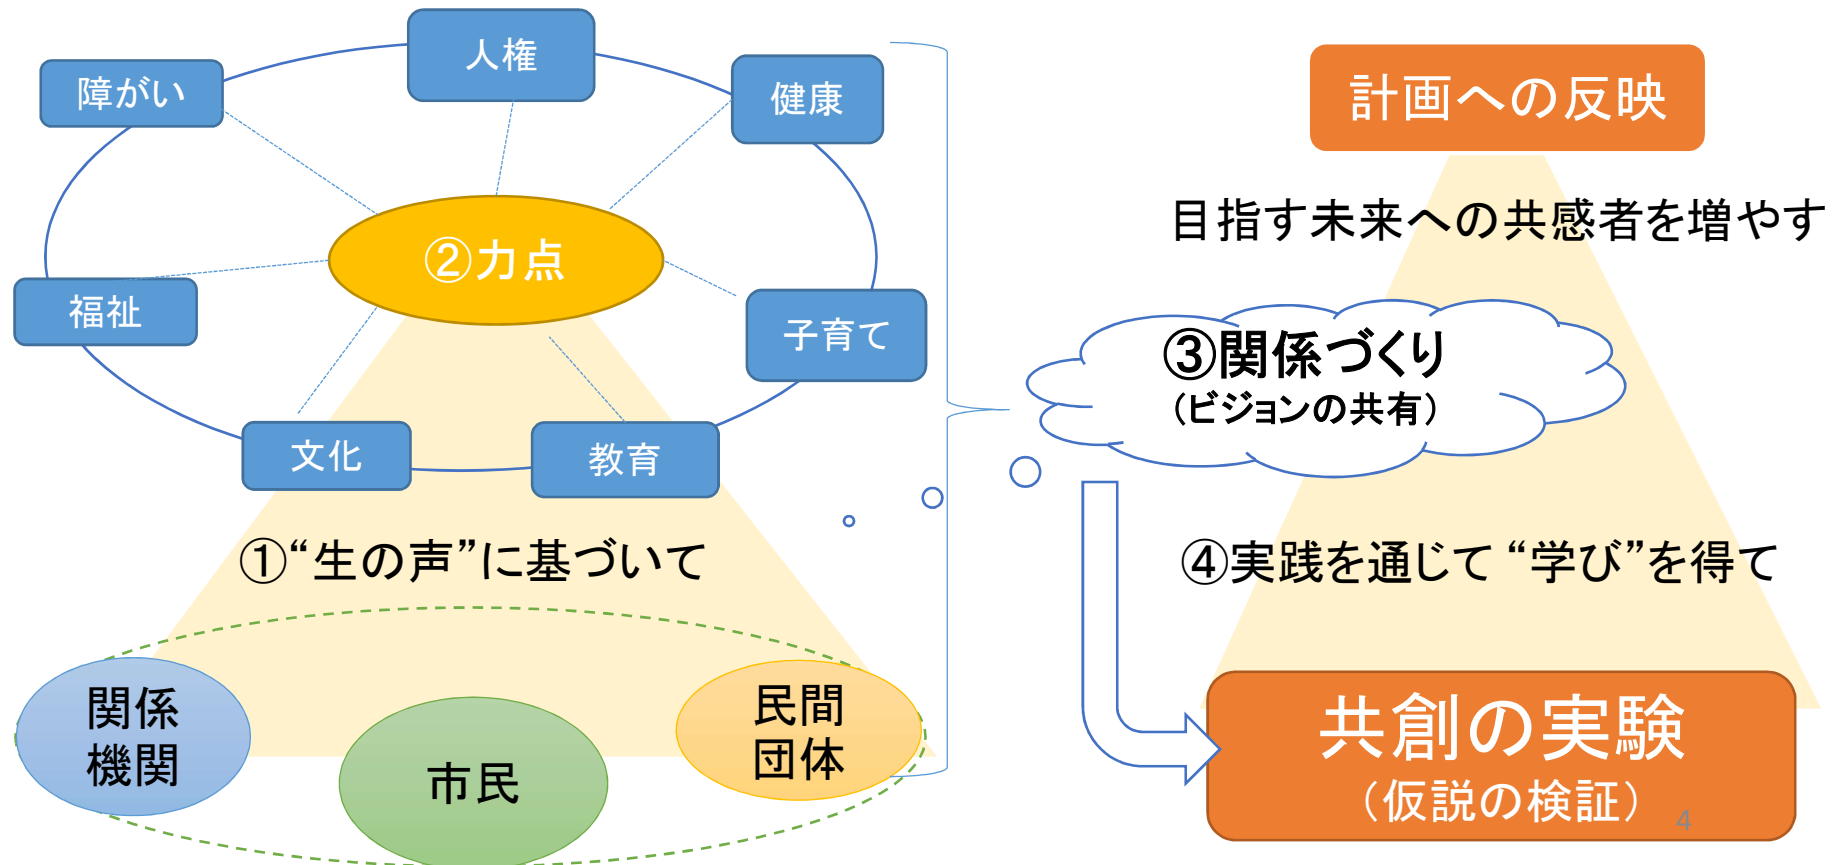 人権
障がい
健康
②力点
福祉
子育て
文化
教育
①“生の声”に基づいて
関係
機関
市民
民間
団体
計画への反映
目指す未来への共感者を増やす
③関係づくり
（ビジョンの共有）
④実践を通じて “学び”を得て
共創の実験
（仮説の検証）
4